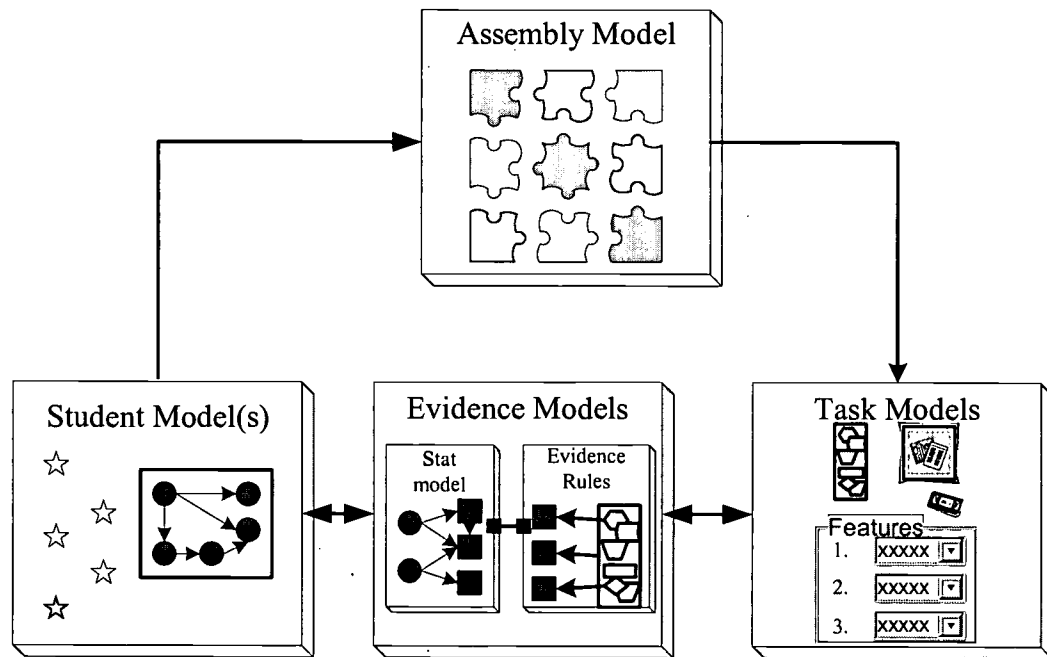 Assembly Model
Student Model(s)
Evidence Models
Stat
model
Evidence
Rules
Task Models
Features
1. xxxxx
2. xxxxx
3. xxxxx